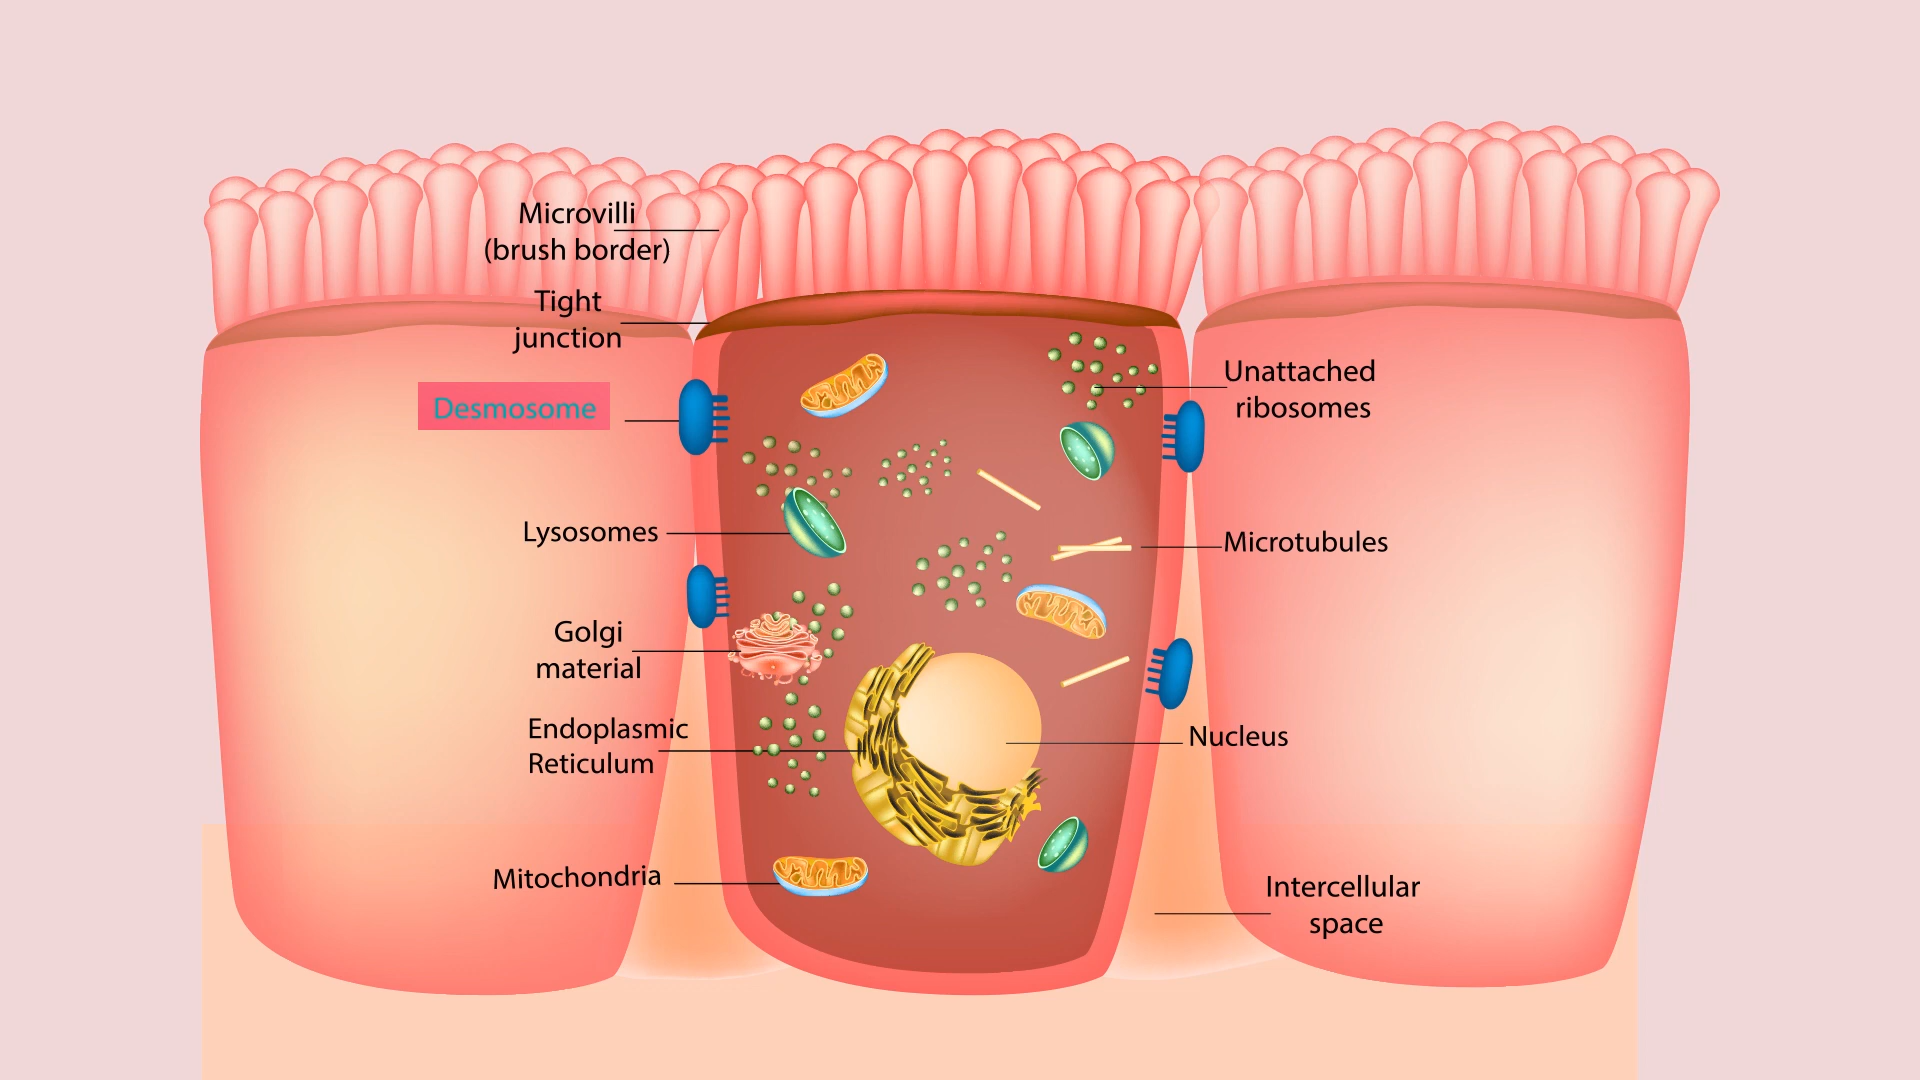 Microvilli
(brush border)
Tight
junction
Desmosome
Lysosomes
Golgi
material
Endoplasmic
Reticulum
Mitochondria
Unattached
ribosomes
Microtubules
Nucleus
Intercellular
space